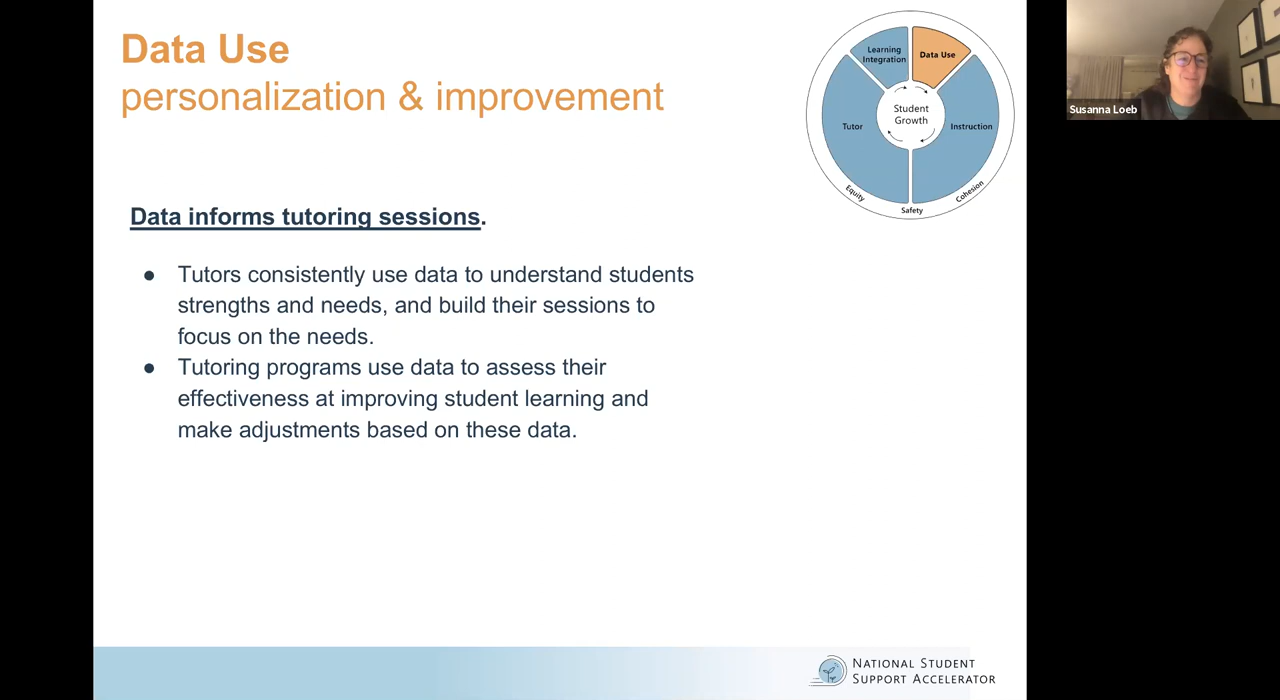 Data Use
personalization & improvement
Data informs tutoring sessions.
● Tutors consistently use data to understand students
strengths and needs, and build their sessions to
focus on the needs.
● Tutoring programs use data to assess their
effectiveness at improving student learning and
make adjustments based on these data.
Learning
Integration
Data Use
Student
Growth
Tutor
Instruction
Equity
Safety
Cohesion
Susanna Loeb
NATIONAL STUDENT
SUPPORT ACCELERATOR